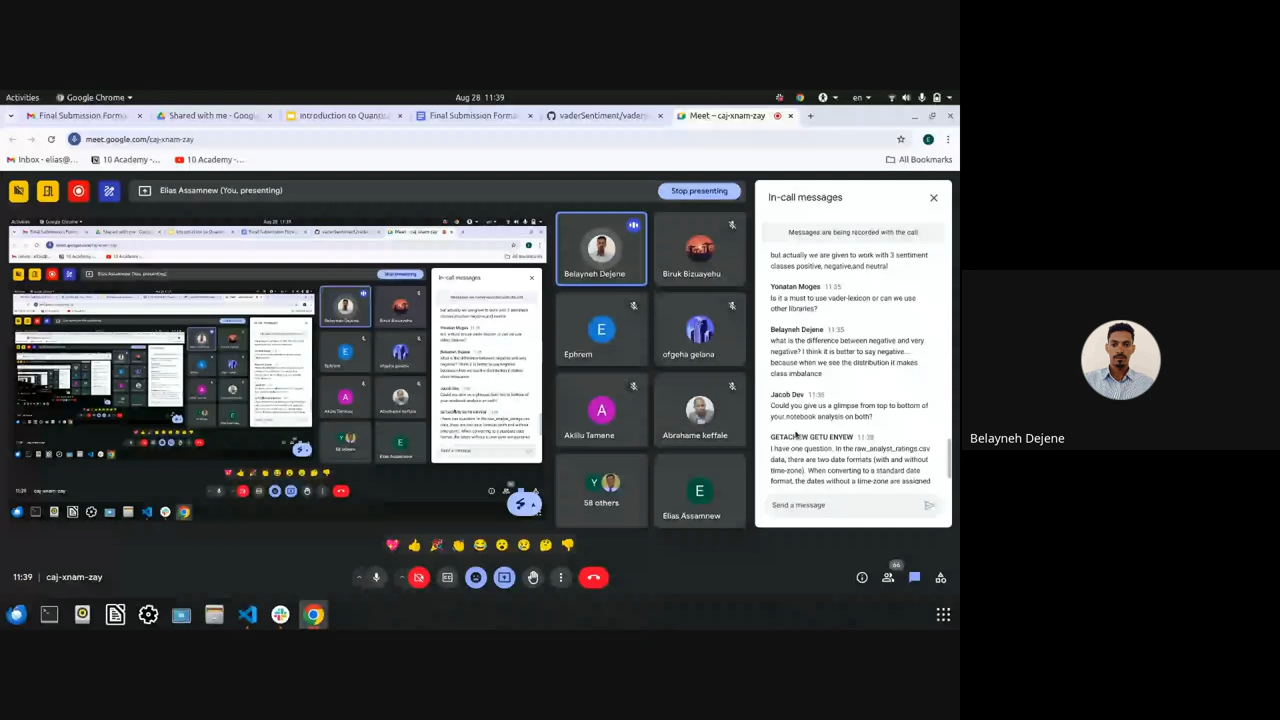 Activities
Google Chrome
Aug 28 11:39
en
Final Submission Forma
Shared with me - Googl
introduction to Quantit
Final Submission Forma
vaderSentiment/vaders
Meet – caj-xnam-zay
meet.google.com/caj-xnam-zay
E
Inbox - elias@...
10 Academy -...
10 Academy -...
All Bookmarks
Elias Assamnew (You, presenting)
Stop presenting
In-call messages
Messages are being recorded with the call
but actually we are given to work with 3 sentiment
classes positive, negative,and neutral
Yonatan Moges 11:35
Is it a must to use vader-lexicon or can we use
other libraries?
Belayneh Dejene 11:35
what is the difference between negative and very
negative? I think it is better to say negative...
because when we see the distribution it makes
class imbalance
Jacob Dev 11:36
Could you give us a glimpse from top to bottom of
your notebook analysis on both?
GETACHEW GETU ENYEW 11:38
I have one question. In the raw_analyst_ratings.csv
data, there are two date formats (with and without
time-zone). When converting to a standard date
format, the dates without a time-zone are assigned
Send a message
Belayneh Dejene
Biruk Bizuayehu
E
Ephrem
ofgeha gelana
A
Aklilu Tamene
Abrahame keffale
Y
58 others
E
Elias Assamnew
11:39 | caj-xnam-zay
66
Belayneh Dejene